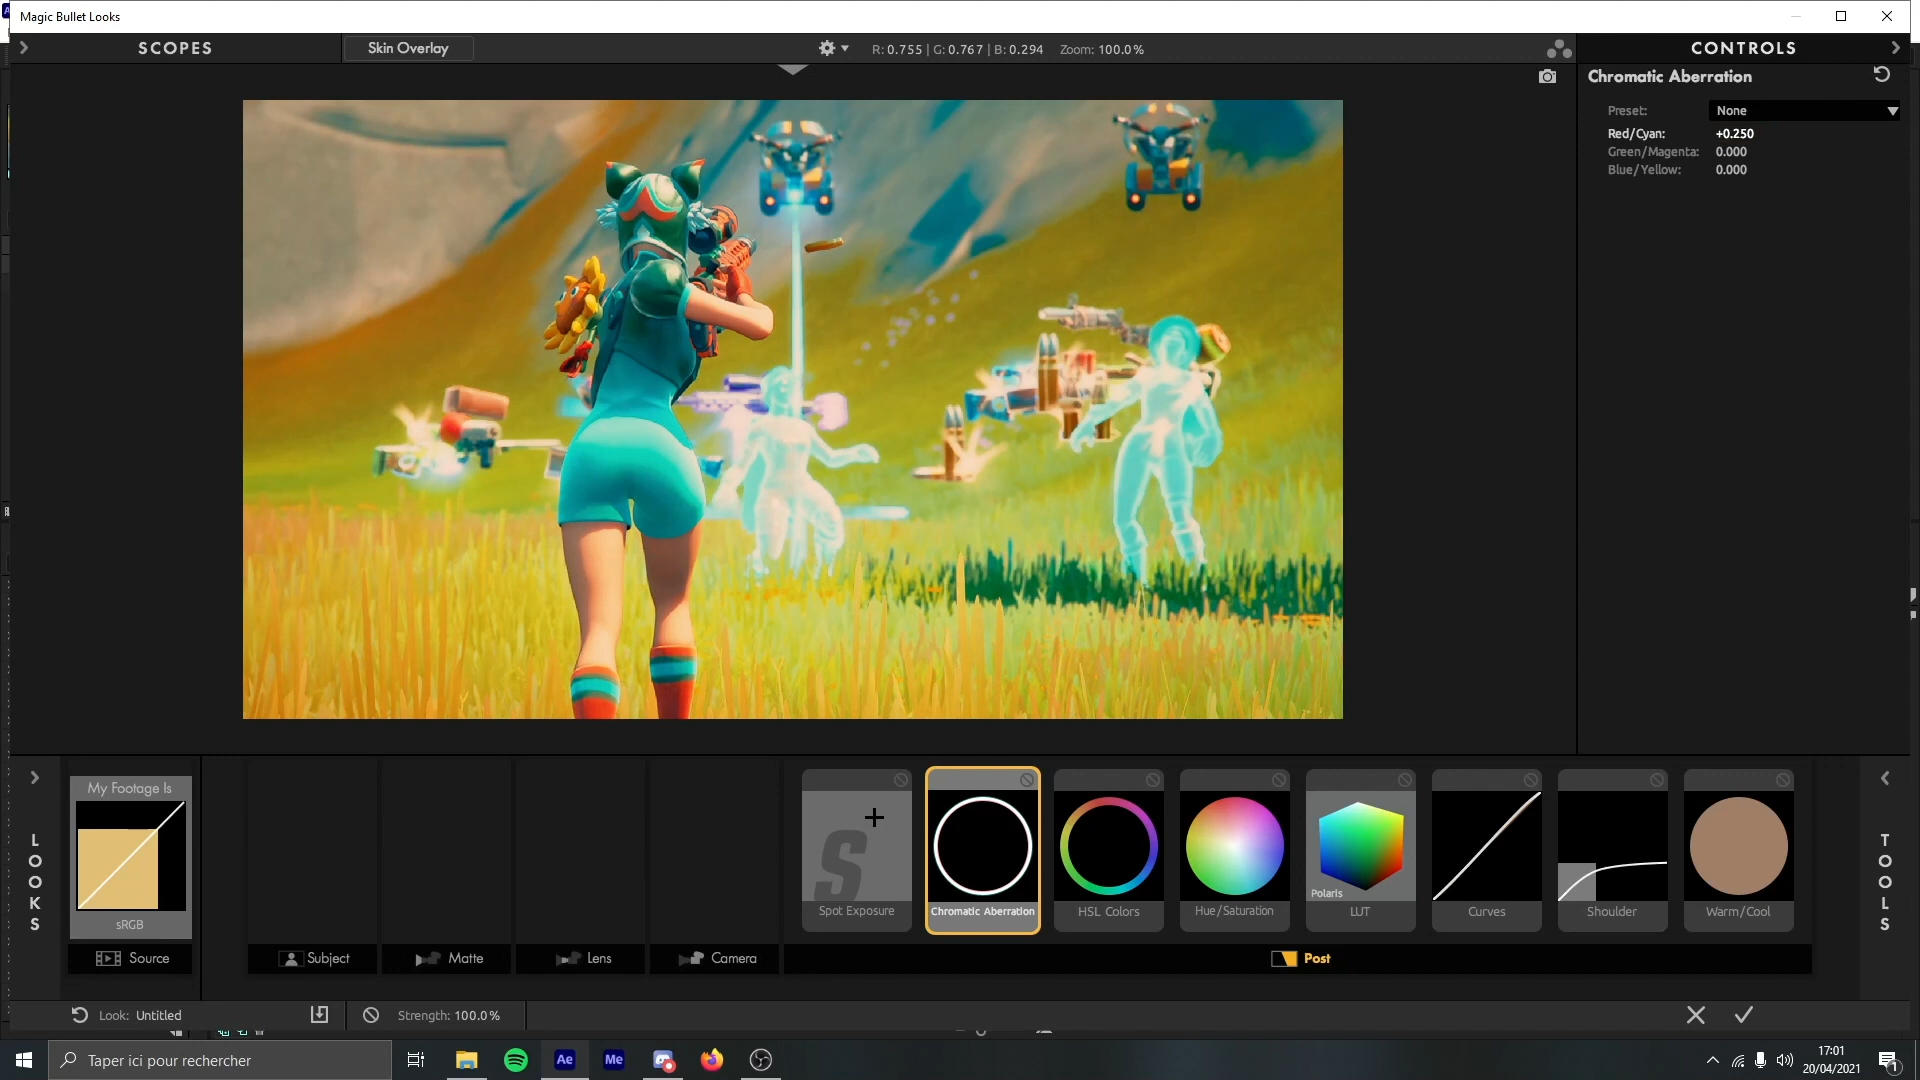 Magic Bullet Looks
SCOPES
Skin Overlay
R: 0.755 | G: 0.767 | B: 0.294 Zoom: 100.0%
CONTROLS
Chromatic Aberration
Preset: None
Red/Cyan: +0.250
Green/Magenta: 0.000
Blue/Yellow: 0.000
LOOKS
My Footage Is
sRGB
Source
Subject
Matte
Lens
Camera
S
Spot Exposure
Chromatic Aberration
HSL Colors
Hue/Saturation
Polaris
LUT
Curves
Shoulder
Warm/Cool
Post
TOOLS
Look: Untitled
Strength: 100.0%
Taper ici pour rechercher
Ae
Me
17:01
20/04/2021
1